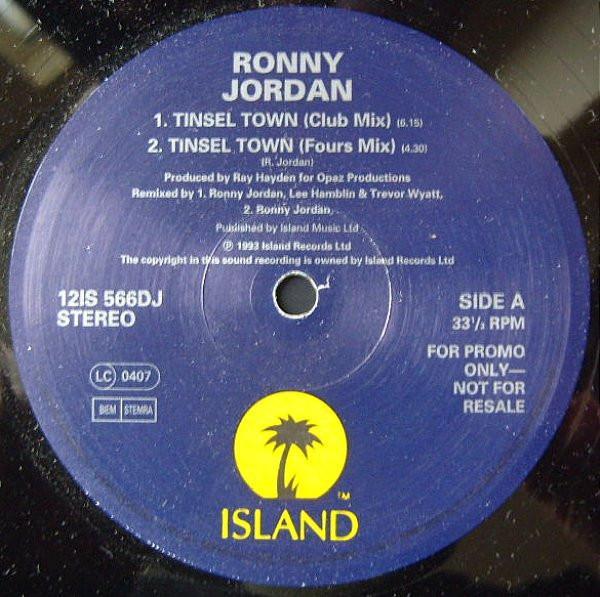 RONNY
JORDAN
1. TINSEL TOWN (Club Mix) (6.15)
2. TINSEL TOWN (Fours Mix) (4.30)
(R. Jordan)
Produced by Ray Hayden for Opaz Productions
Remixed by 1. Ronny Jordan, Lee Hamblin & Trevor Wyatt,
2. Ronny Jordan,
Published by Island Music Ltd
℗ 1993 Island Records Ltd
The copyright in this sound recording is owned by Island Records Ltd
12IS 566DJ
STEREO
SIDE A
33⅓ RPM
FOR PROMO
ONLY—
NOT FOR
RESALE
LC 0407
BIEM STEMRA
TM
ISLAND